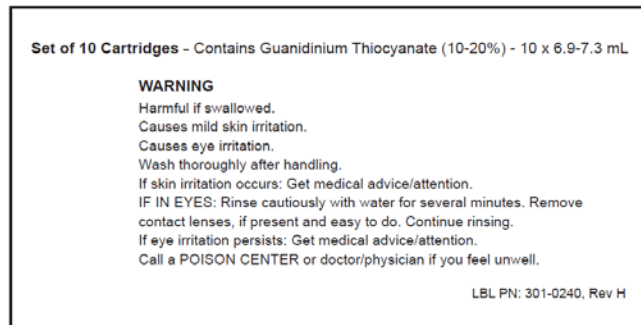 Set of 10 Cartridges – Contains Guanidinium Thiocyanate (10-20%) - 10 x 6.9-7.3 mL
WARNING
Harmful if swallowed.
Causes mild skin irritation.
Causes eye irritation.
Wash thoroughly after handling.
If skin irritation occurs: Get medical advice/attention.
IF IN EYES: Rinse cautiously with water for several minutes. Remove
contact lenses, if present and easy to do. Continue rinsing.
If eye irritation persists: Get medical advice/attention.
Call a POISON CENTER or doctor/physician if you feel unwell.
LBL PN: 301-0240, Rev H